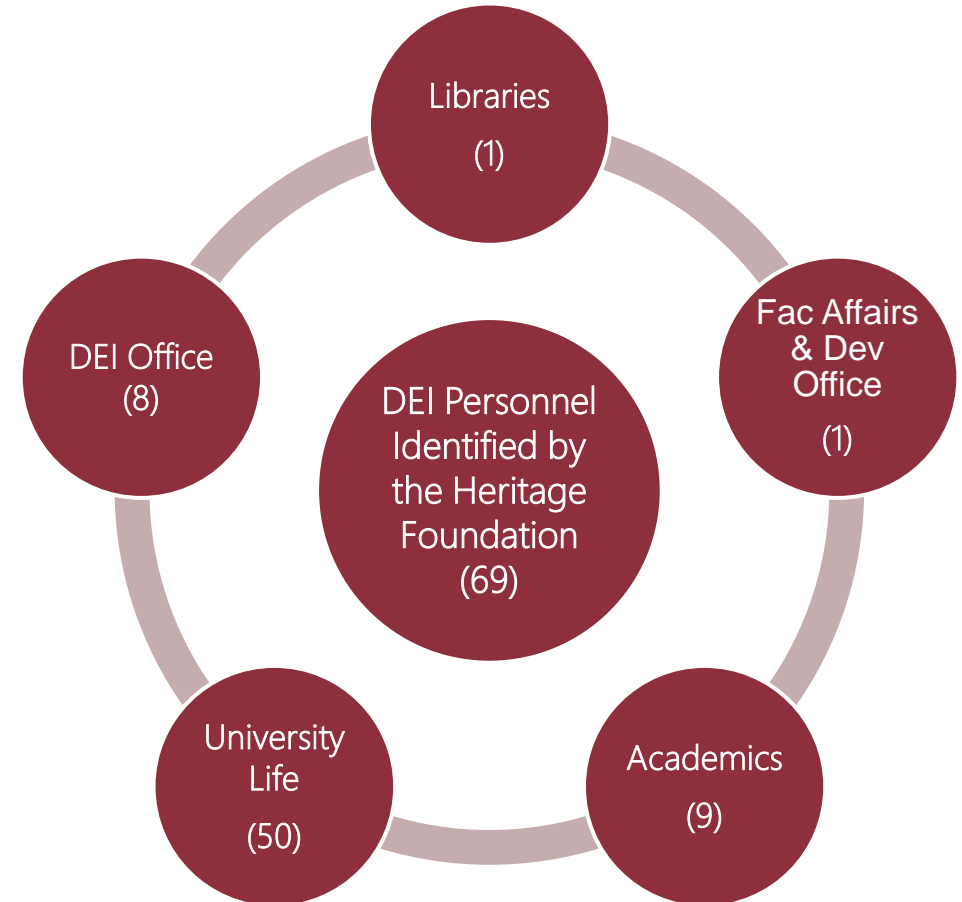 Libraries
(1)
Fac Affairs
& Dev
Office
(1)
Academics
(9)
University
Life
(50)
DEI Office
(8)
DEI Personnel
Identified by
the Heritage
Foundation
(69)